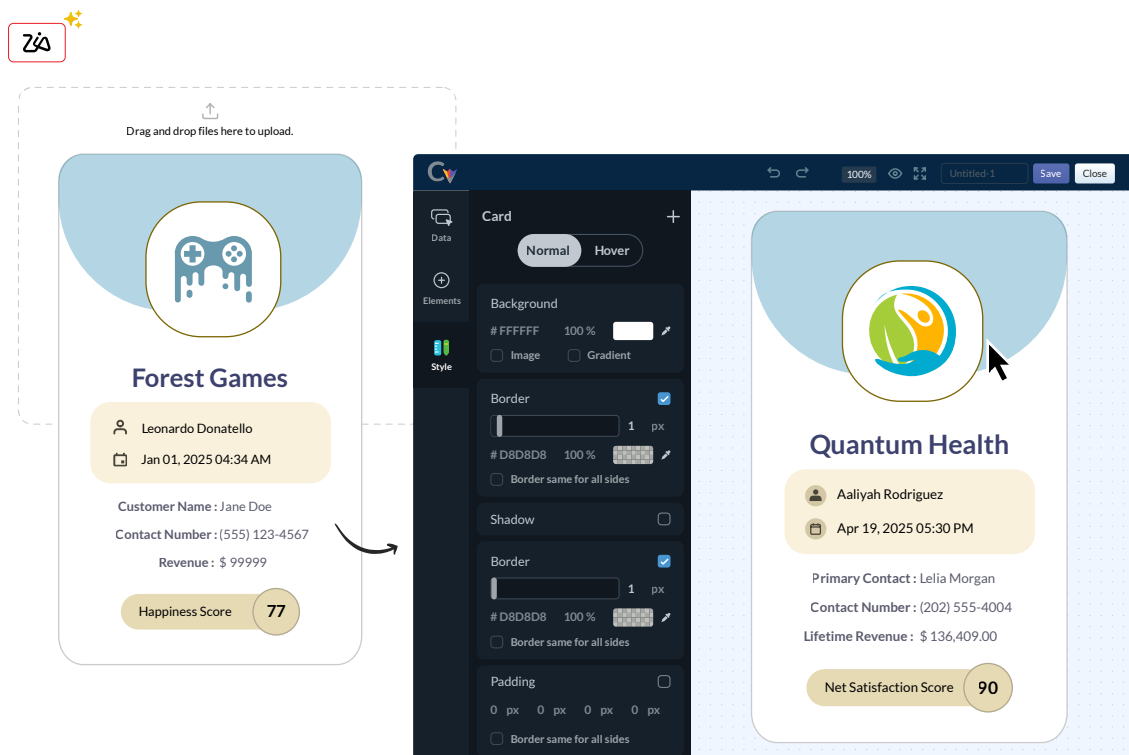 Zia
Drag and drop files here to upload.
Forest Games
Leonardo Donatello
Jan 01, 2025 04:34 AM
Customer Name : Jane Doe
Contact Number : (555) 123-4567
Revenue : $ 99999
Happiness Score 77
Cv
100% Untitled-1 Save Close
Data
Elements
Style
Card
Normal Hover
Background
# FFFFFF 100 %
Image Gradient
Border
1 px
# D8D8D8 100 %
Border same for all sides
Shadow
Border
1 px
# D8D8D8 100 %
Border same for all sides
Padding
0 px 0 px 0 px 0 px
Border same for all sides
Quantum Health
Aaliyah Rodriguez
Apr 19, 2025 05:30 PM
Primary Contact : Lelia Morgan
Contact Number : (202) 555-4004
Lifetime Revenue : $ 136,409.00
Net Satisfaction Score 90